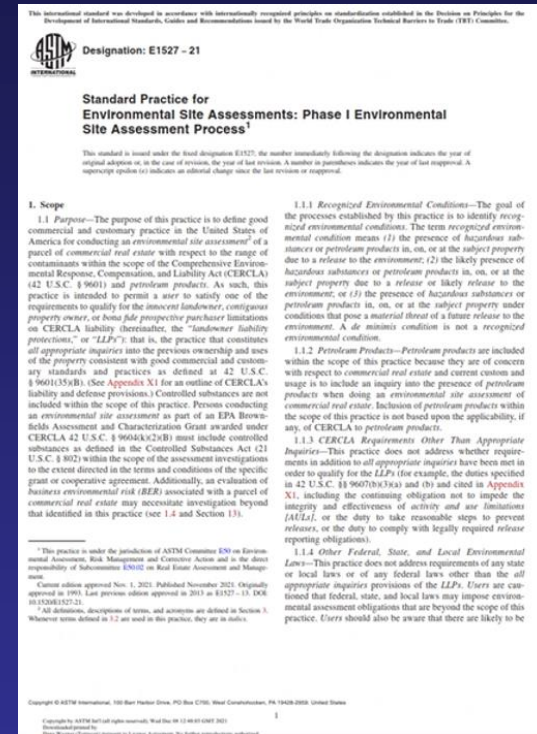 This international standard was developed in accordance with internationally recognized principles on standardization established in the Decision on Principles for the
Development of International Standards, Guides and Recommendations issued by the World Trade Organization Technical Barriers to Trade (TBT) Committee.
ASTM
INTERNATIONAL
Designation: E1527 − 21
Standard Practice for
Environmental Site Assessments: Phase I Environmental
Site Assessment Process¹
This standard is issued under the fixed designation E1527; the number immediately following the designation indicates the year of
original adoption or, in the case of revision, the year of last revision. A number in parentheses indicates the year of last reapproval. A
superscript epsilon (ε) indicates an editorial change since the last revision or reapproval.
1. Scope
1.1 Purpose—The purpose of this practice is to define good
commercial and customary practice in the United States of
America for conducting an environmental site assessment² of a
parcel of commercial real estate with respect to the range of
contaminants within the scope of the Comprehensive Environ-
mental Response, Compensation, and Liability Act (CERCLA)
(42 U.S.C. § 9601) and petroleum products. As such, this
practice is intended to permit a user to satisfy one of the
requirements to qualify for the innocent landowner, contiguous
property owner, or bona fide prospective purchaser limitations
on CERCLA liability (hereinafter, the "landowner liability
protections," or "LLPs"): that is, the practice that constitutes
all appropriate inquiries into the previous ownership and uses
of the property consistent with good commercial and custom-
ary standards and practices as defined at 42 U.S.C.
§ 9601(35)(B). (See Appendix X1 for an outline of CERCLA's
liability and defense provisions.) Controlled substances are not
included within the scope of this practice. Persons conducting
an environmental site assessment as part of an EPA Brown-
fields Assessment and Characterization Grant awarded under
CERCLA 42 U.S.C. § 9604(k)(2)(B) must include controlled
substances as defined in the Controlled Substances Act (21
U.S.C. § 802) within the scope of the assessment investigations
to the extent directed in the terms and conditions of the specific
grant or cooperative agreement. Additionally, an evaluation of
business environmental risk (BER) associated with a parcel of
commercial real estate may necessitate investigation beyond
that identified in this practice (see 1.4 and Section 13).
¹ This practice is under the jurisdiction of ASTM Committee E50 on Environ-
mental Assessment, Risk Management and Corrective Action and is the direct
responsibility of Subcommittee E50.02 on Real Estate Assessment and Manage-
ment.
Current edition approved Nov. 1, 2021. Published November 2021. Originally
approved in 1993. Last previous edition approved in 2013 as E1527 – 13. DOI:
10.1520/E1527-21.
² All definitions, descriptions of terms, and acronyms are defined in Section 3.
Whenever terms defined in 3.2 are used in this practice, they are in italics.
1.1.1 Recognized Environmental Conditions—The goal of
the processes established by this practice is to identify recog-
nized environmental conditions. The term recognized environ-
mental condition means (1) the presence of hazardous sub-
stances or petroleum products in, on, or at the subject property
due to a release to the environment; (2) the likely presence of
hazardous substances or petroleum products in, on, or at the
subject property due to a release or likely release to the
environment; or (3) the presence of hazardous substances or
petroleum products in, on, or at the subject property under
conditions that pose a material threat of a future release to the
environment. A de minimis condition is not a recognized
environmental condition.
1.1.2 Petroleum Products—Petroleum products are included
within the scope of this practice because they are of concern
with respect to commercial real estate and current custom and
usage is to include an inquiry into the presence of petroleum
products when doing an environmental site assessment of
commercial real estate. Inclusion of petroleum products within
the scope of this practice is not based upon the applicability, if
any, of CERCLA to petroleum products.
1.1.3 CERCLA Requirements Other Than Appropriate
Inquiries—This practice does not address whether require-
ments in addition to all appropriate inquiries have been met in
order to qualify for the LLPs (for example, the duties specified
in 42 U.S.C. §§ 9607(b)(3)(a) and (b) and cited in Appendix
X1, including the continuing obligation not to impede the
integrity and effectiveness of activity and use limitations
[AULs], or the duty to take reasonable steps to prevent
releases, or the duty to comply with legally required release
reporting obligations).
1.1.4 Other Federal, State, and Local Environmental
Laws—This practice does not address requirements of any state
or local laws or of any federal laws other than the all
appropriate inquiries provisions of the LLPs. Users are cau-
tioned that federal, state, and local laws may impose environ-
mental assessment obligations that are beyond the scope of this
practice. Users should also be aware that there are likely to be
Copyright © ASTM International, 100 Barr Harbor Drive, PO Box C700, West Conshohocken, PA 19428-2959. United States
1
Copyright by ASTM Int'l (all rights reserved); Wed Dec 08 12:
Downloaded/printed by